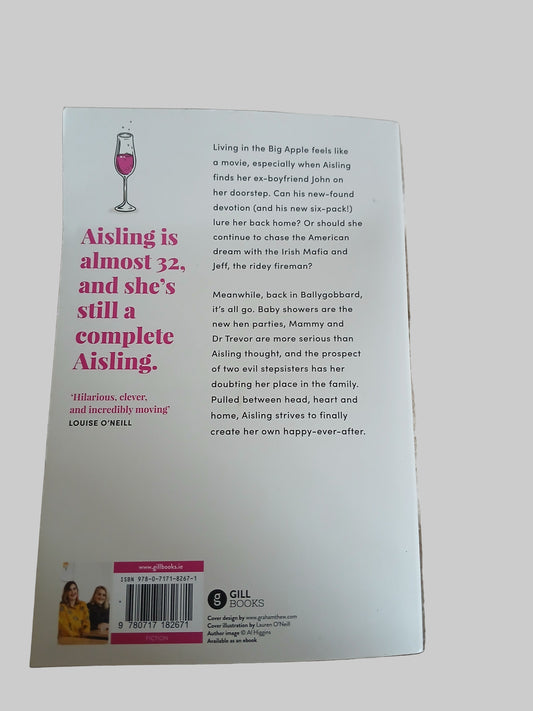 Aisling is
almost 32,
and she's
still a
complete
Aisling.
'Hilarious, clever,
and incredibly moving'
LOUISE O'NEILL
Living in the Big Apple feels like
a movie, especially when Aisling
finds her ex-boyfriend John on
her doorstep. Can his new-found
devotion (and his new six-pack!)
lure her back home? Or should she
continue to chase the American
dream with the Irish Mafia and
Jeff, the ridey fireman?
Meanwhile, back in Ballygobbard,
it's all go. Baby showers are the
new hen parties, Mammy and
Dr Trevor are more serious than
Aisling thought, and the prospect
of two evil stepsisters has her
doubting her place in the family.
Pulled between head, heart and
home, Aisling strives to finally
create her own happy-ever-after.
www.gillbooks.ie
ISBN 978-0-7171-8267-1
9 780717 182671
FICTION
g GILL
BOOKS
Cover design by www.grahamthew.com
Cover illustration by Lauren O'Neill
Author image © Al Higgins
Available as an ebook